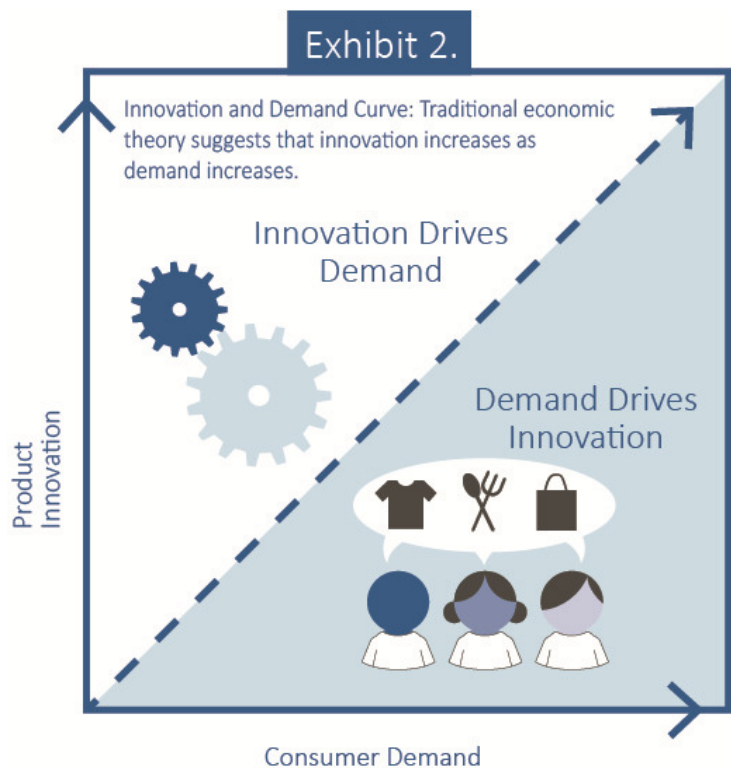 Exhibit 2.
Innovation and Demand Curve: Traditional economic
theory suggests that innovation increases as
demand increases.
Innovation Drives
Demand
Demand Drives
Innovation
Product
Innovation
Consumer Demand